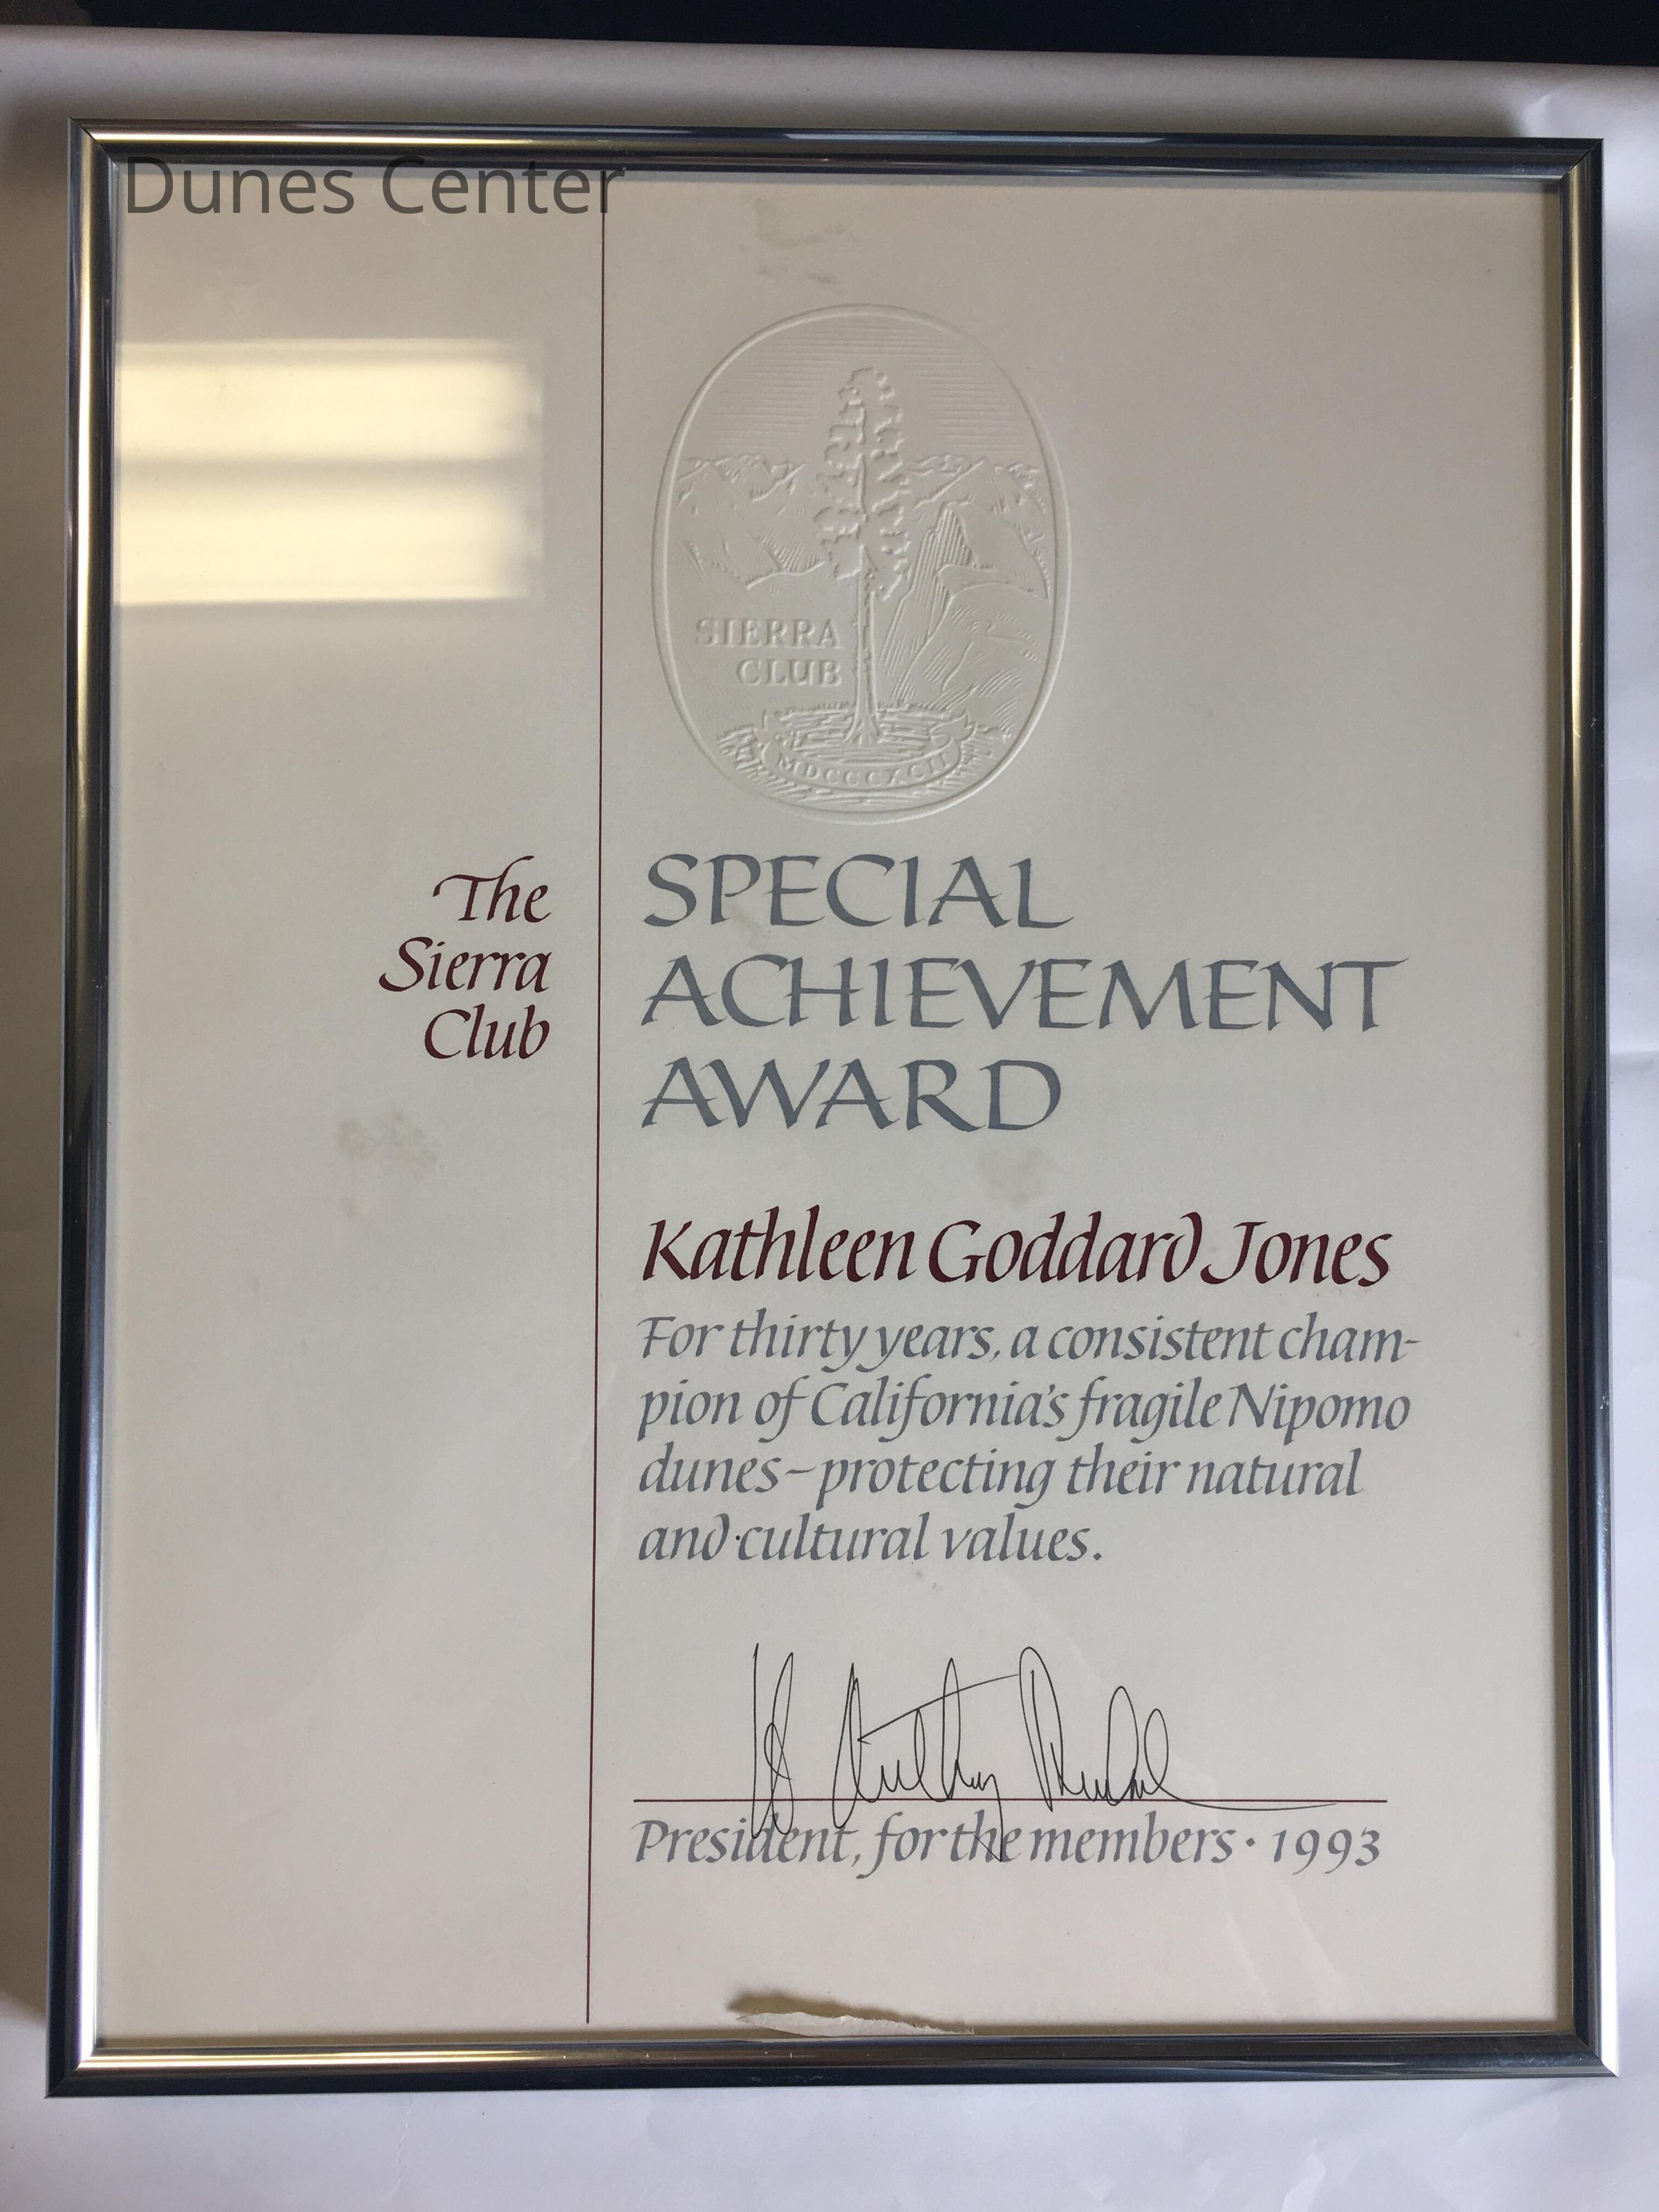 Dunes Center
SIERRA
CLUB
MDCCCXCII
The
Sierra
Club
SPECIAL
ACHIEVEMENT
AWARD
Kathleen Goddard Jones
For thirty years, a consistent cham-
pion of California's fragile Nipomo
dunes–protecting their natural
and cultural values.
President, for the members · 1993